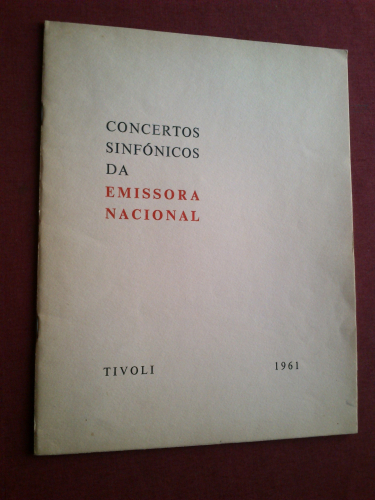 CONCERTOS
SINFÓNICOS
DA
EMISSORA
NACIONAL
TIVOLI 1961